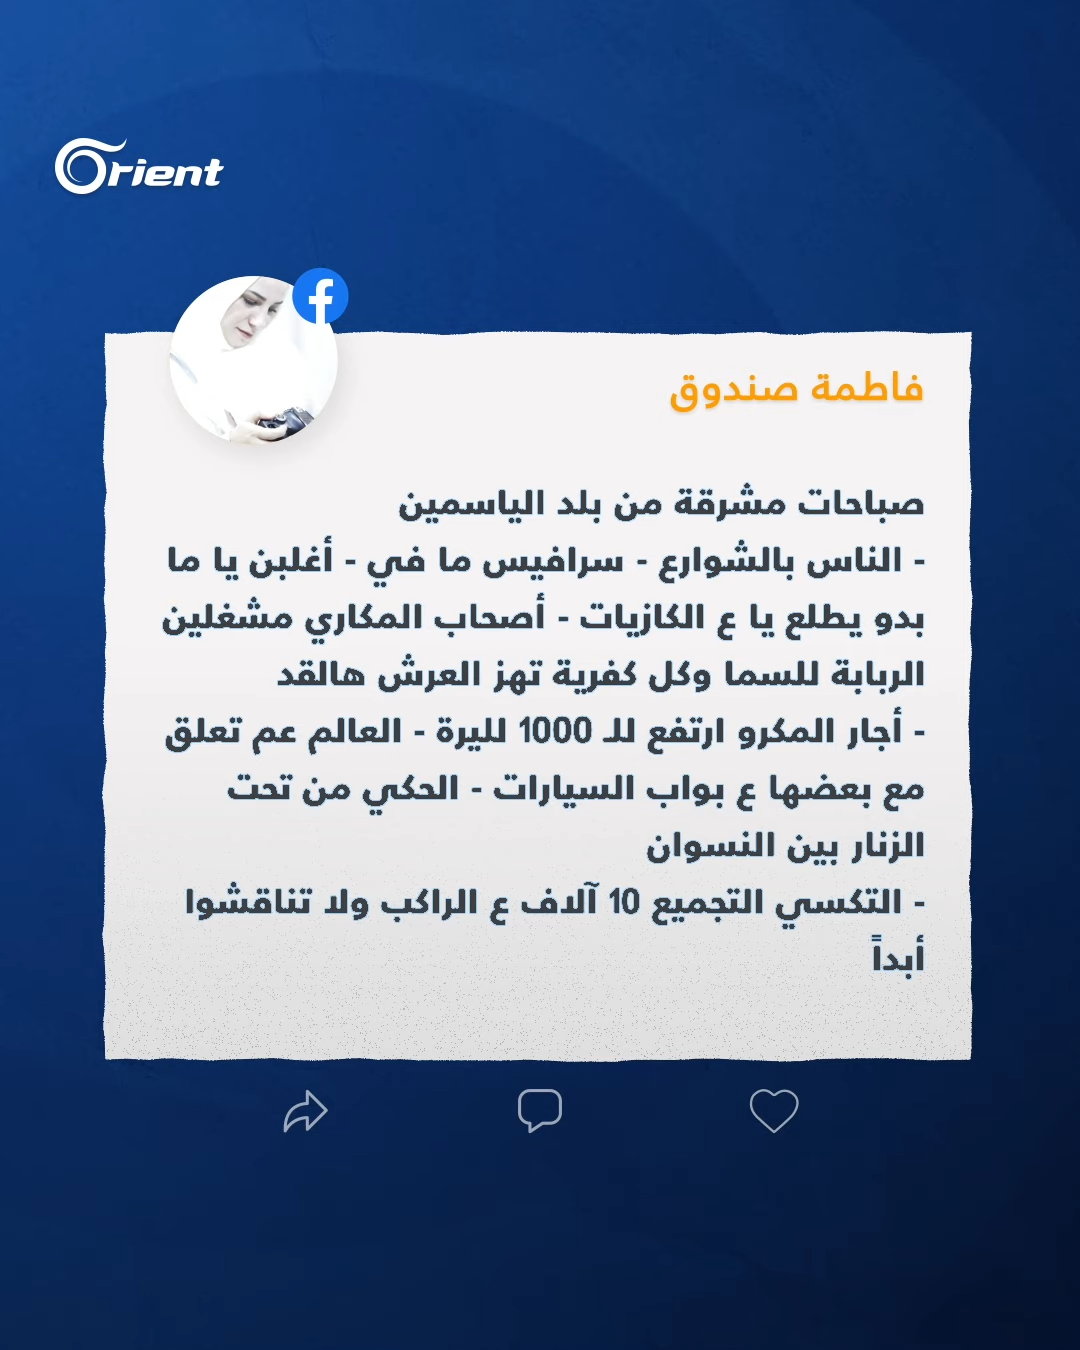 Orient
فاطمة صندوق
صباحات مشرقة من بلد الياسمين
- الناس بالشوارع - سرافيس ما في - أغلبن يا ما
بدو يطلع يا ع الكازيات - أصحاب المكاري مشغلين
الربابة للسما وكل كفرية تهز العرش هالقد
- أجار المكرو ارتفع للـ 1000 لليرة - العالم عم تعلق
مع بعضها ع بواب السيارات - الحكي من تحت
الزنار بين النسوان
- التكسي التجميع 10 آلاف ع الراكب ولا تناقشوا
أبداً